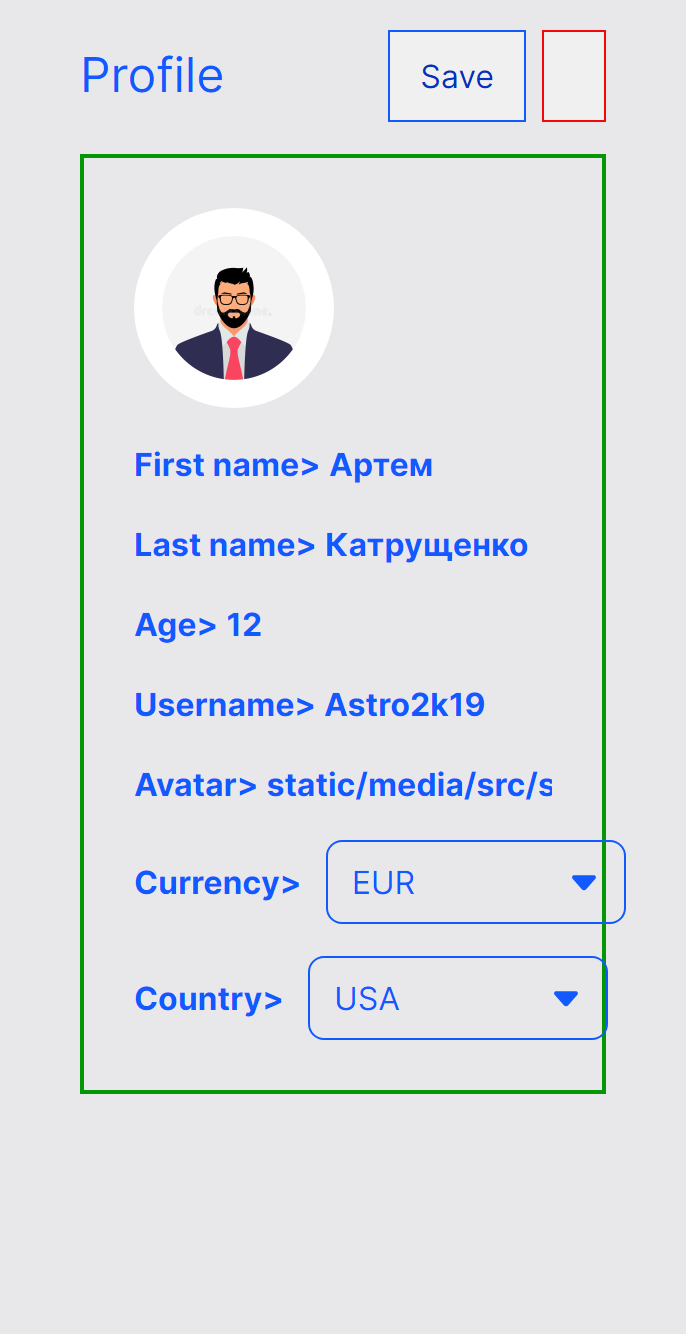 Profile
Save
First name> Артем
Last name> Катрущенко
Age> 12
Username> Astro2k19
Avatar> static/media/src/s
Currency> EUR
Country> USA